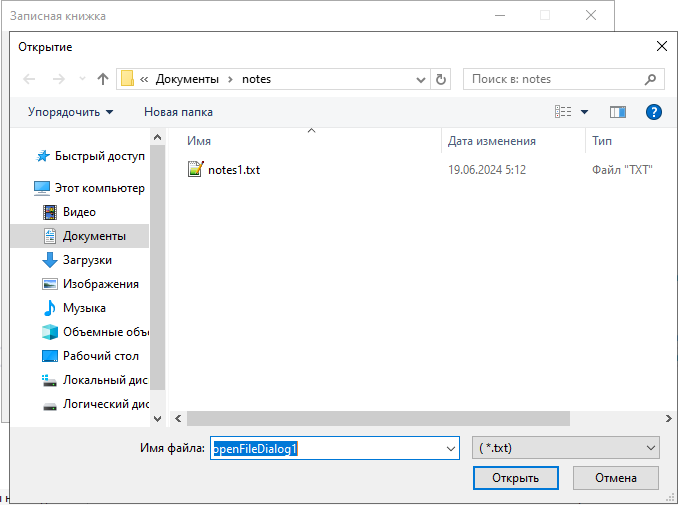 Записная книжка
Открытие
« Документы › notes
Поиск в: notes
Упорядочить
Новая папка
Имя
Дата изменения
Тип
Быстрый доступ
Этот компьютер
Видео
Документы
Загрузки
Изображения
Музыка
Объемные объ
Рабочий стол
Локальный дис
Логический дис
notes1.txt
19.06.2024 5:12
Файл "TXT"
Имя файла:
openFileDialog1
( *.txt)
Открыть
Отмена